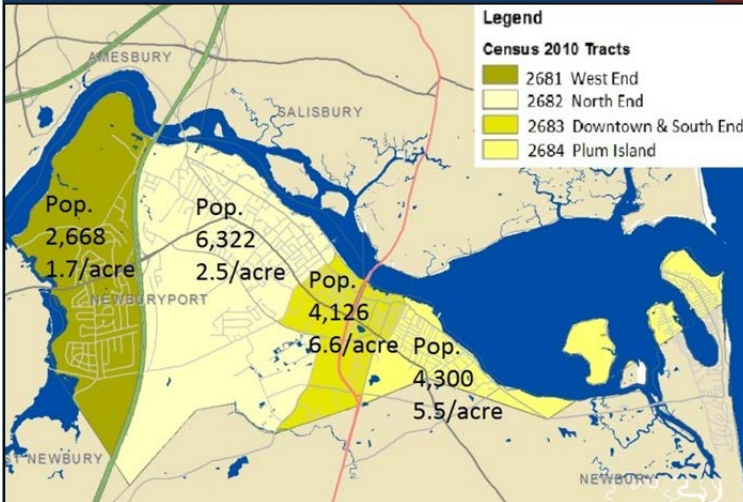 Legend
Census 2010 Tracts
2681 West End
2682 North End
2683 Downtown & South End
2684 Plum Island
AMESBURY
SALISBURY
Pop.
2,668
1.7/acre
NEWBURYPORT
Pop.
6,322
2.5/acre
Pop.
4,126
6.6/acre
Pop.
4,300
5.5/acre
ST NEWBURY
NEWBURY